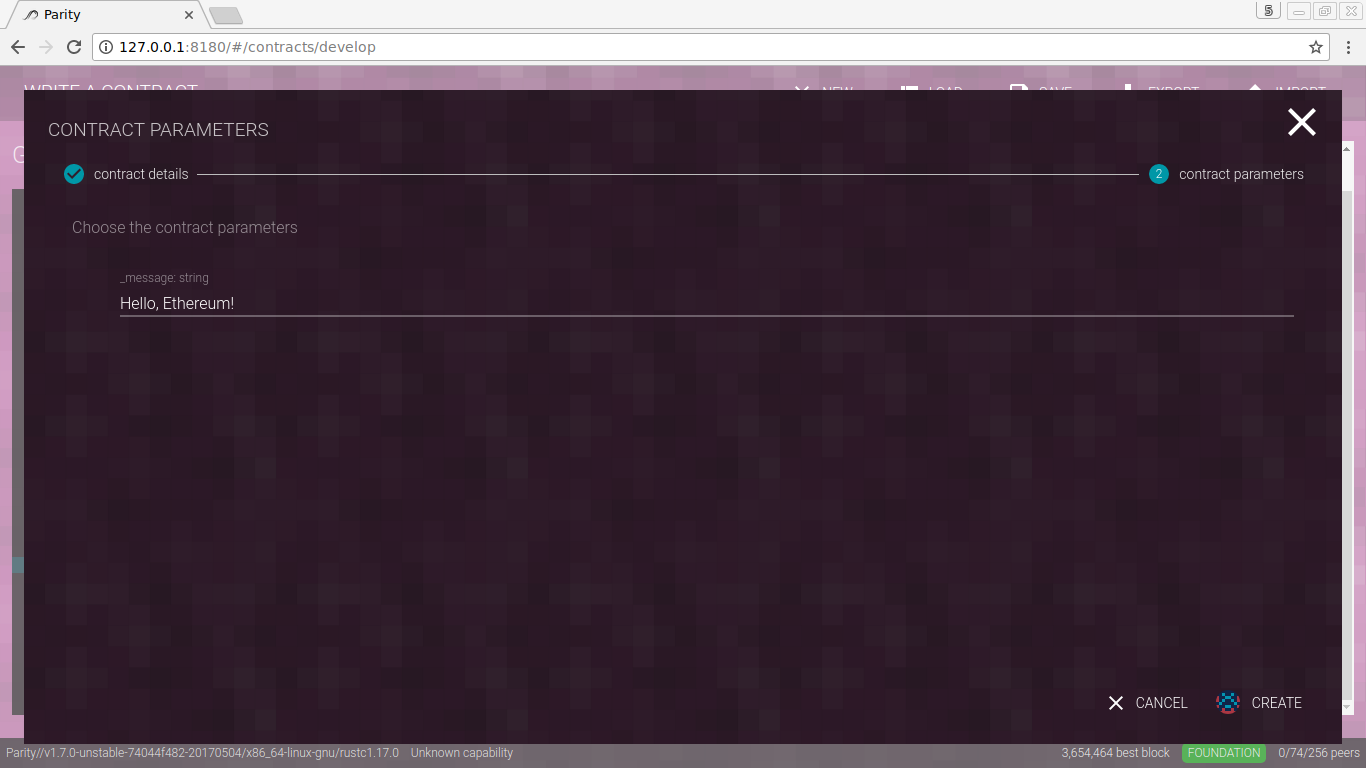 Parity
5
127.0.0.1:8180/#/contracts/develop
WRITE A CONTRACT NEW LOAD SAVE EXPORT IMPORT
CONTRACT PARAMETERS
contract details 2 contract parameters
Choose the contract parameters
_message: string
Hello, Ethereum!
CANCEL CREATE
Parity//v1.7.0-unstable-74044f482-20170504/x86_64-linux-gnu/rustc1.17.0 Unknown capability 3,654,464 best block FOUNDATION 0/74/256 peers